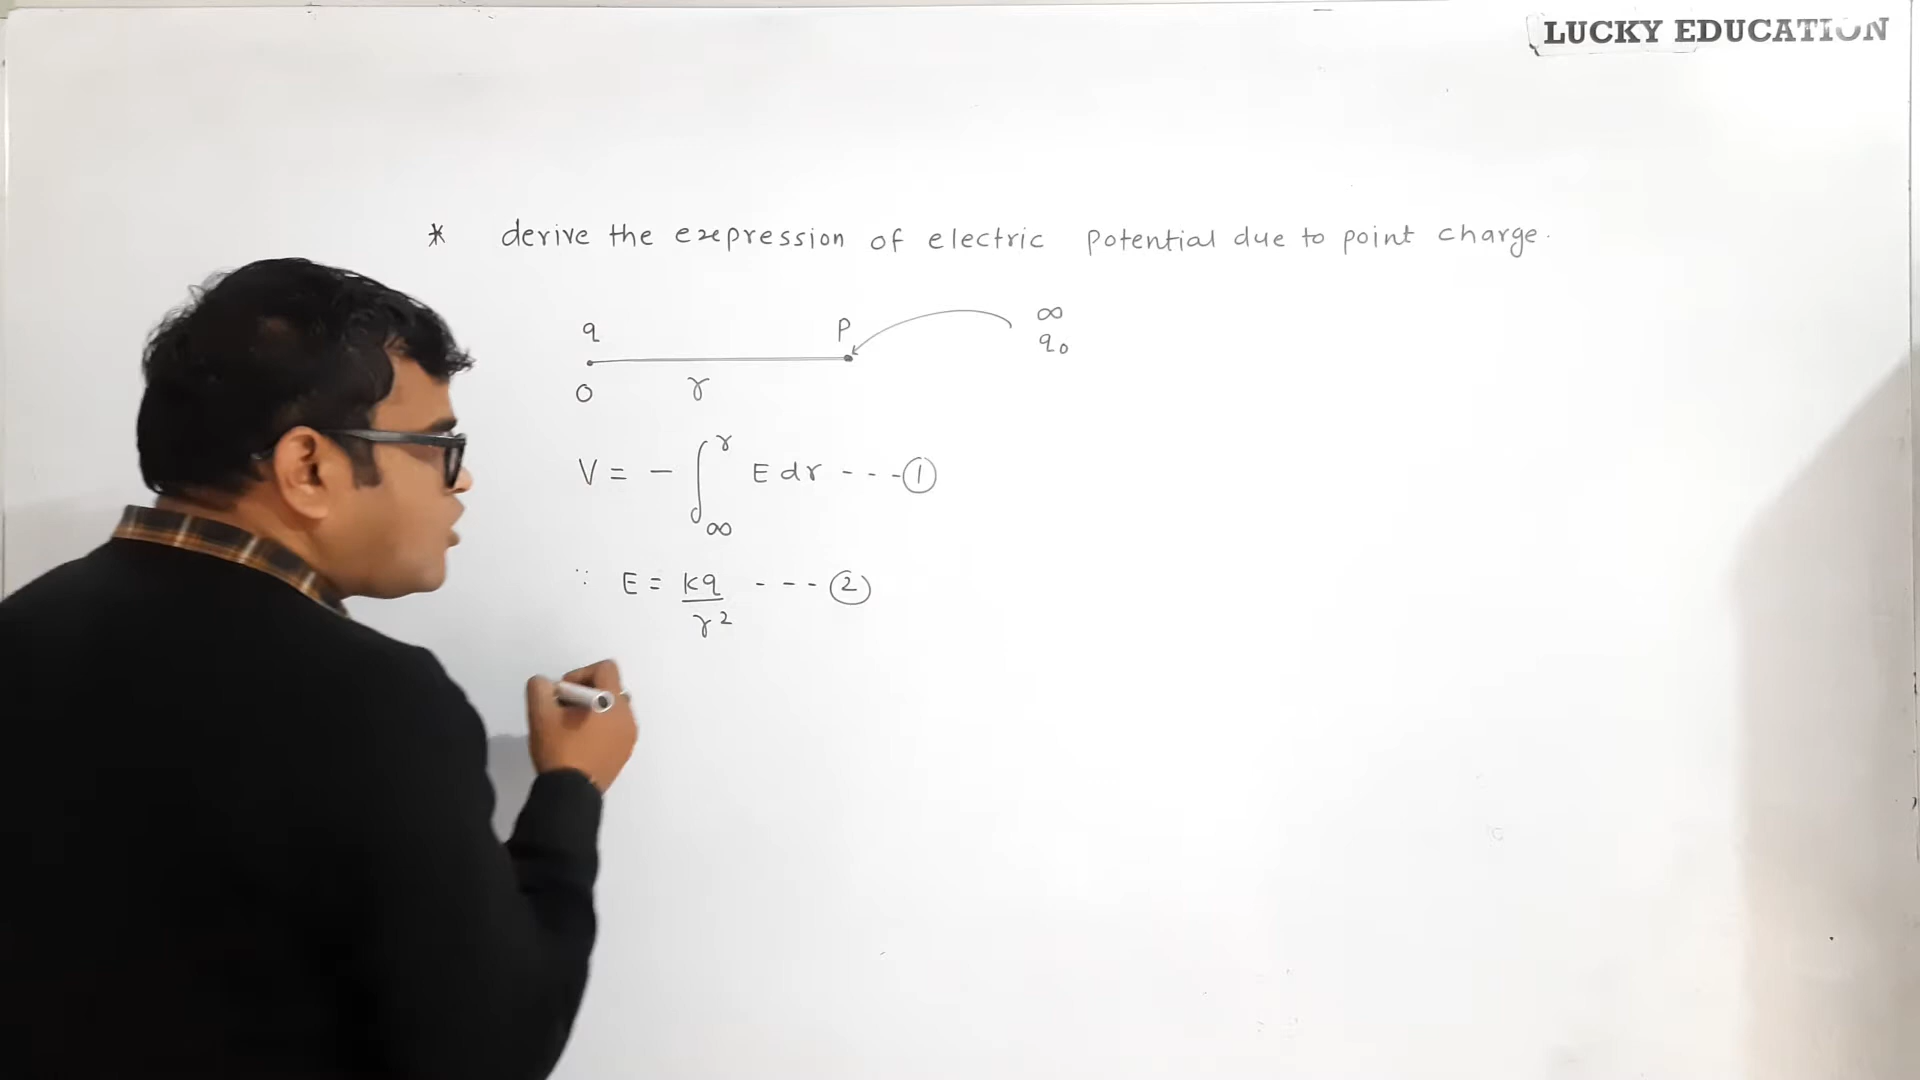 LUCKY EDUCATION
* derive the expression of electric potential due to point charge.
q P ∞
q₀
O r
V = - ∫_∞^r E dr - - - ①
∵ E = kq/r² - - - ②